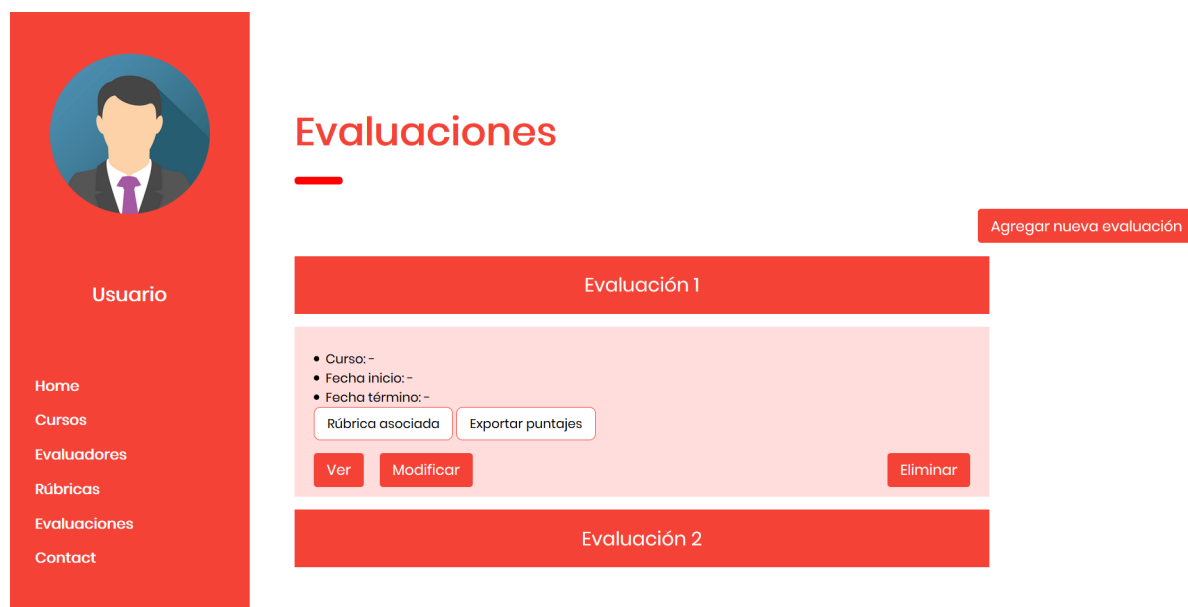 Usuario
Home
Cursos
Evaluadores
Rúbricas
Evaluaciones
Contact
Evaluaciones
Agregar nueva evaluación
Evaluación 1
Curso: -
Fecha inicio: -
Fecha término: -
Rúbrica asociada Exportar puntajes
Ver Modificar Eliminar
Evaluación 2